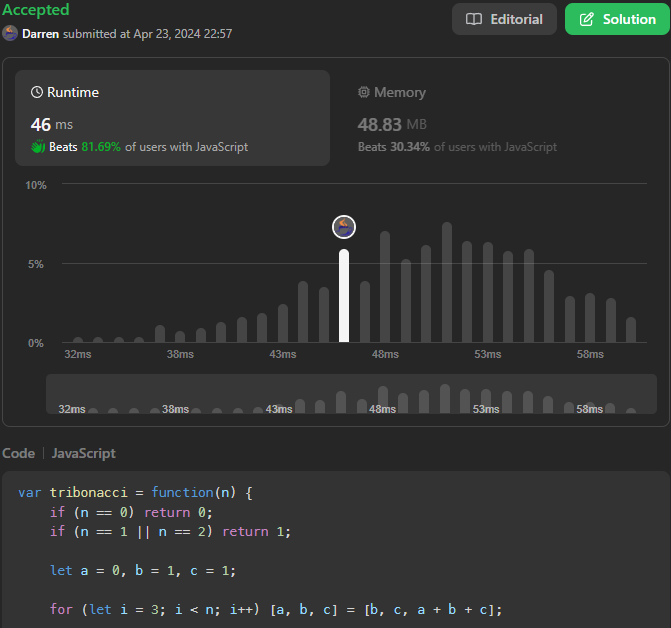 Accepted
Editorial
Solution
Darren submitted at Apr 23, 2024 22:57
Runtime
46 ms
Beats 81.69% of users with JavaScript
Memory
48.83 MB
Beats 30.34% of users with JavaScript
10%
5%
0%
32ms 38ms 43ms 48ms 53ms 58ms
32ms 38ms 43ms 48ms 53ms 58ms
Code | JavaScript
var tribonacci = function(n) {
    if (n == 0) return 0;
    if (n == 1 || n == 2) return 1;
    let a = 0, b = 1, c = 1;
    for (let i = 3; i < n; i++) [a, b, c] = [b, c, a + b + c];